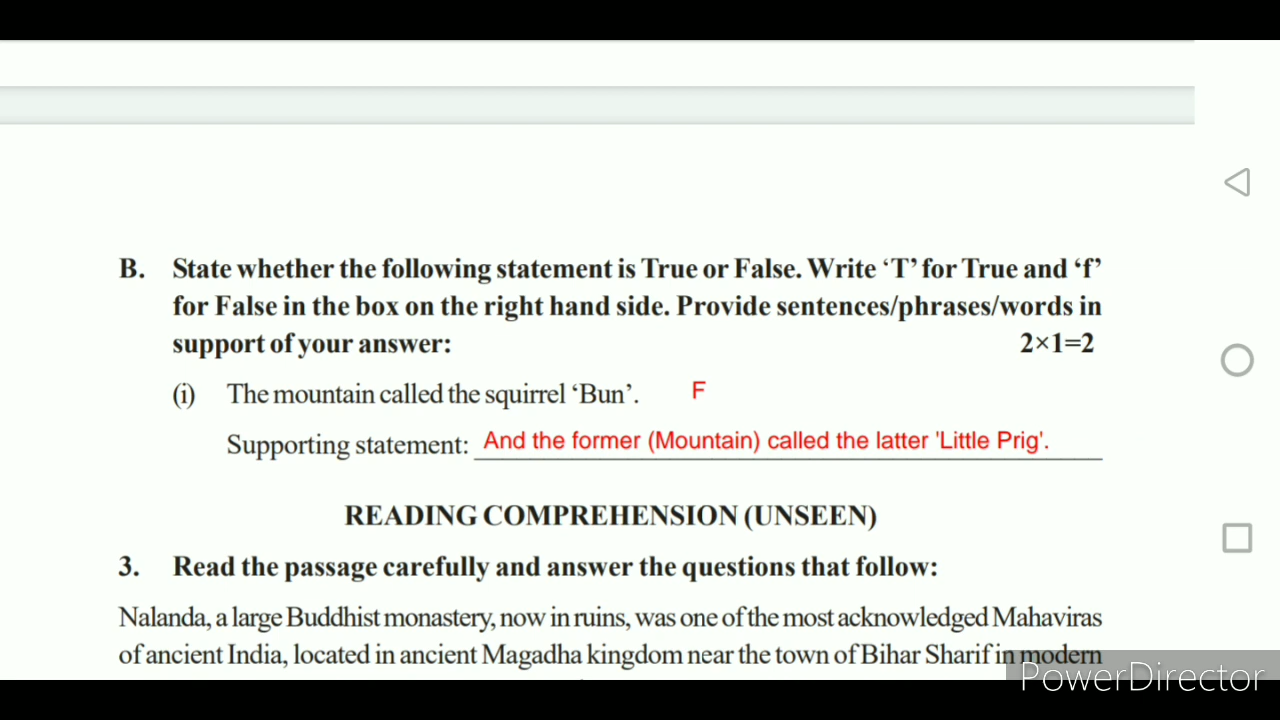 B. State whether the following statement is True or False. Write ‘T’ for True and ‘f’
for False in the box on the right hand side. Provide sentences/phrases/words in
support of your answer: 2×1=2
(i) The mountain called the squirrel ‘Bun’. F
Supporting statement: And the former (Mountain) called the latter 'Little Prig'.
READING COMPREHENSION (UNSEEN)
3. Read the passage carefully and answer the questions that follow:
Nalanda, a large Buddhist monastery, now in ruins, was one of the most acknowledged Mahaviras
of ancient India, located in ancient Magadha kingdom near the town of Bihar Sharif in modern
PowerDirector